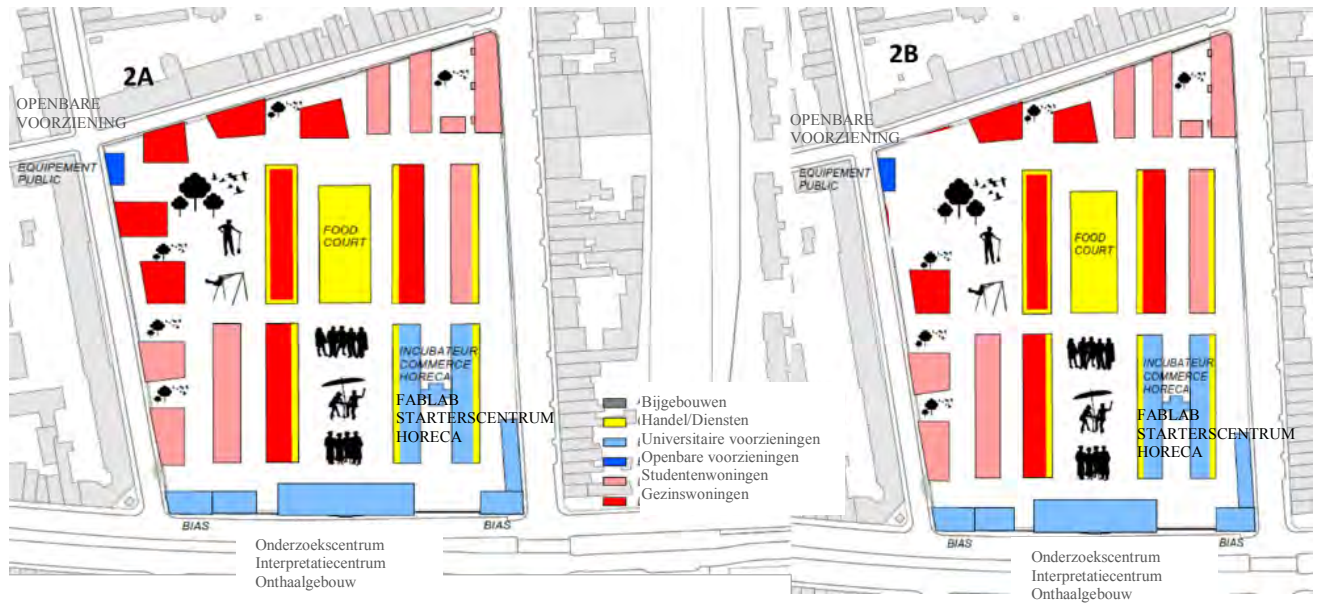 2A
OPENBARE
VOORZIENING
EQUIPEMENT
PUBLIC
FOOD
COURT
INCUBATEUR
COMMERCE
HORECA
FABLAB
STARTERSCENTRUM
HORECA
BIAS
BIAS
Onderzoekscentrum
Interpretatiecentrum
Onthaalgebouw
Bijgebouwen
Handel/Diensten
Universitaire voorzieningen
Openbare voorzieningen
Studentenwoningen
Gezinswoningen
2B
OPENBARE
VOORZIENING
EQUIPEMENT
PUBLIC
FOOD
COURT
INCUBATEUR
COMMERCE
HORECA
FABLAB
STARTERSCENTRUM
HORECA
BIAS
BIAS
Onderzoekscentrum
Interpretatiecentrum
Onthaalgebouw